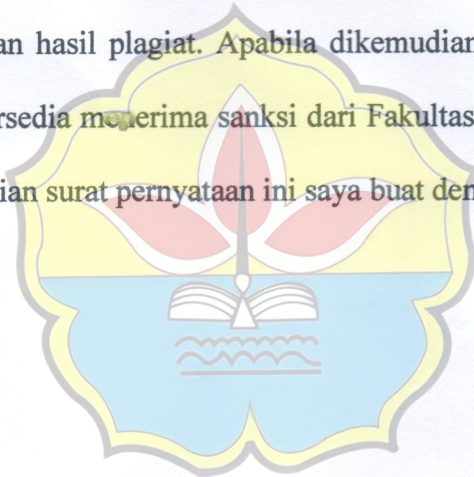 an hasil plagiat. Apabila dikemudian
rsedia menerima sanksi dari Fakultas
ian surat pernyataan ini saya buat den